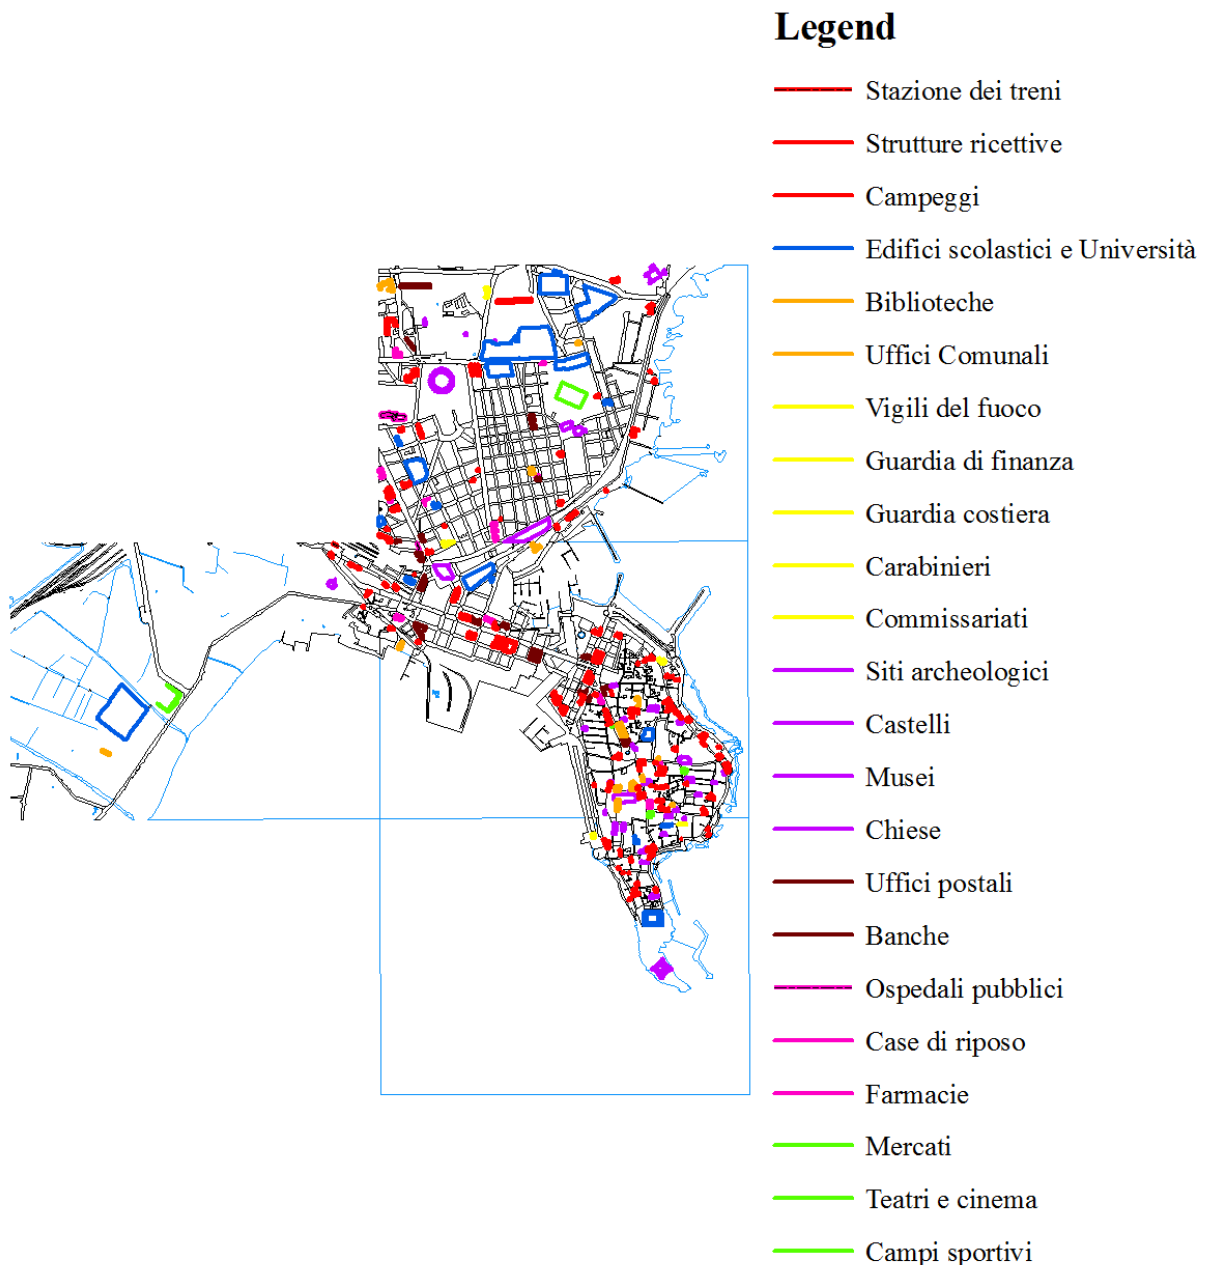 Legend
Stazione dei treni
Strutture ricettive
Campeggi
Edifici scolastici e Università
Biblioteche
Uffici Comunali
Vigili del fuoco
Guardia di finanza
Guardia costiera
Carabinieri
Commissariati
Siti archeologici
Castelli
Musei
Chiese
Uffici postali
Banche
Ospedali pubblici
Case di riposo
Farmacie
Mercati
Teatri e cinema
Campi sportivi